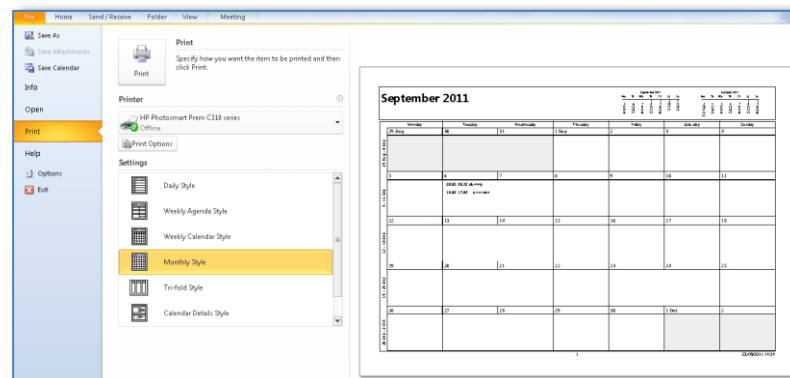 File Home Send / Receive Folder View Meeting
Save As
Save Attachments
Save Calendar
Info
Open
Print
Help
Options
Exit
Print
Print
Specify how you want the item to be printed and then
click Print.
Printer
HP Photosmart Prem C310 series
Offline
Print Options
Settings
Daily Style
Weekly Agenda Style
Weekly Calendar Style
Monthly Style
Tri-fold Style
Calendar Details Style
September 2011
Monday Tuesday Wednesday Thursday Friday Saturday Sunday
29 Aug 30 31 1 Sep 2 3 4
5 6 7 8 9 10 11
12 13 14 15 16 17 18
19 20 21 22 23 24 25
26 27 28 29 30 1 Oct 2
1